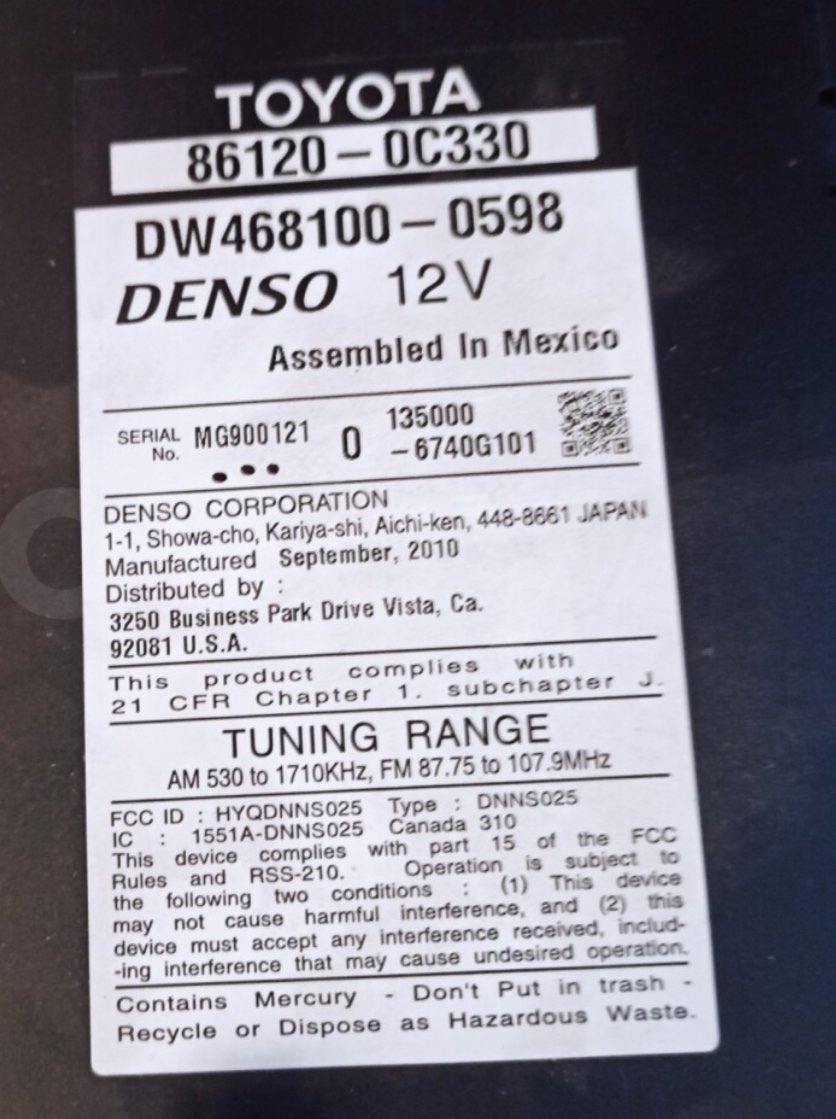 TOYOTA
86120-0C330
DW468100-0598
DENSO 12V
Assembled In Mexico
SERIAL No. MG900121 0 135000
-6740G101
DENSO CORPORATION
1-1, Showa-cho, Kariya-shi, Aichi-ken, 448-8661 JAPAN
Manufactured September, 2010
Distributed by :
3250 Business Park Drive Vista, Ca.
92081 U.S.A.
This product complies with
21 CFR Chapter 1. subchapter J.
TUNING RANGE
AM 530 to 1710KHz, FM 87.75 to 107.9MHz
FCC ID : HYQDNNS025 Type : DNNS025
IC : 1551A-DNNS025 Canada 310
This device complies with part 15 of the FCC
Rules and RSS-210. Operation is subject to
the following two conditions : (1) This device
may not cause harmful interference, and (2) this
device must accept any interference received, includ-
-ing interference that may cause undesired operation.
Contains Mercury - Don't Put in trash -
Recycle or Dispose as Hazardous Waste.